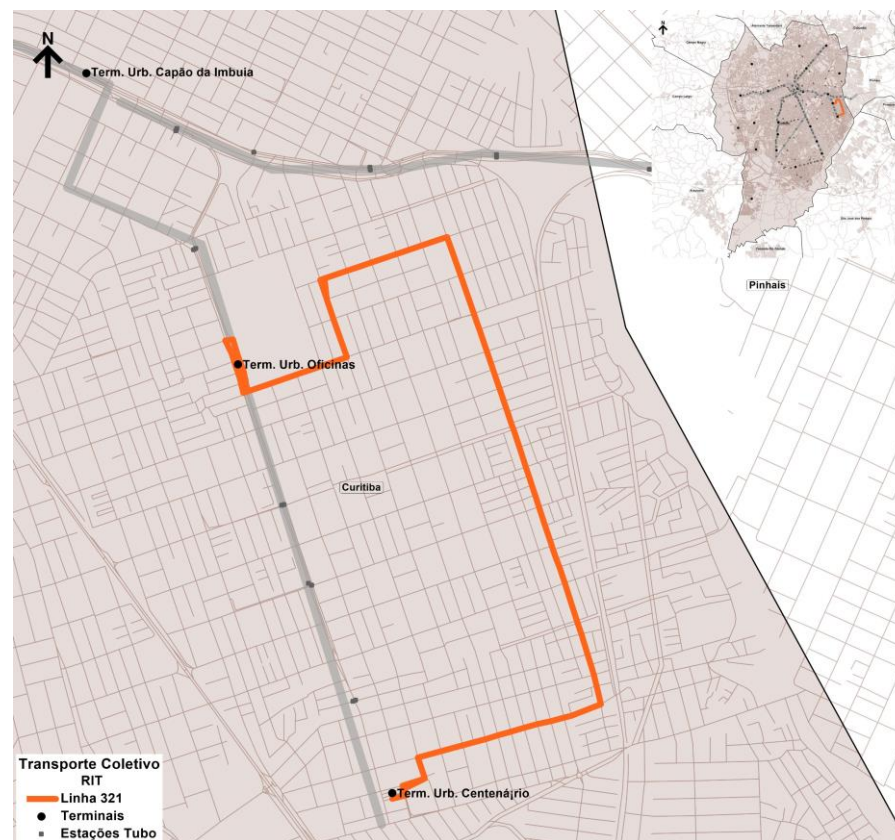 N
Term. Urb. Capão da Imbuia
Pinhais
Term. Urb. Oficinas
Curitiba
Term. Urb. Centená¡rio
Transporte Coletivo
RIT
Linha 321
Terminais
Estações Tubo